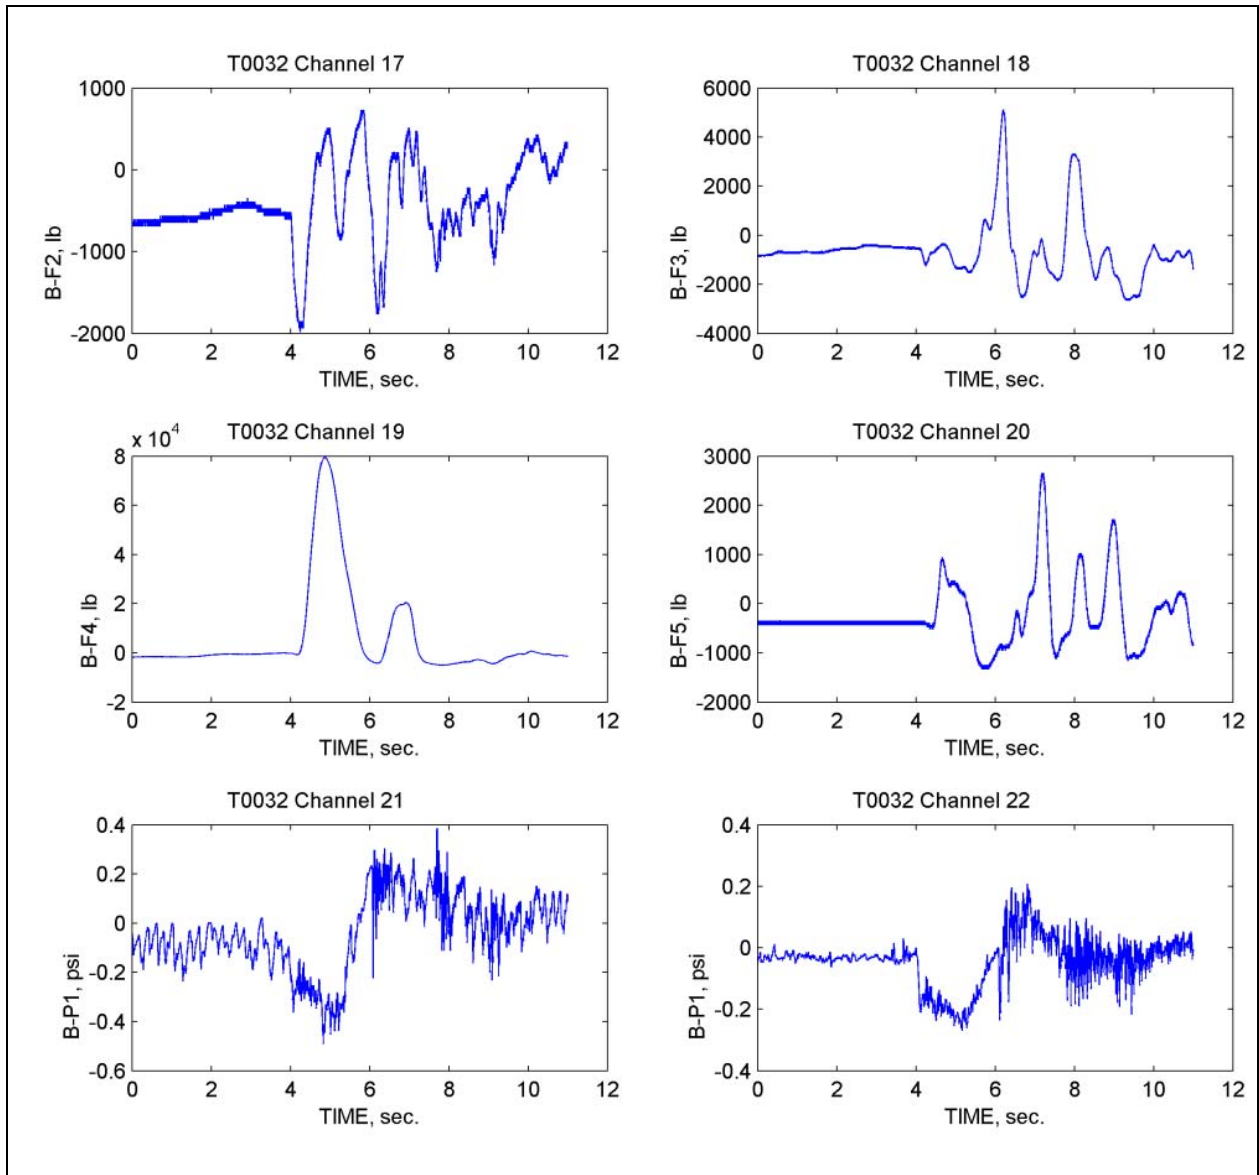 T0032 Channel 17
1000
0
-1000
-2000
B-F2, lb
0 2 4 6 8 10 12
TIME, sec.
T0032 Channel 18
6000
4000
2000
0
-2000
-4000
B-F3, lb
0 2 4 6 8 10 12
TIME, sec.
T0032 Channel 19
x 10^4
8
6
4
2
0
-2
B-F4, lb
0 2 4 6 8 10 12
TIME, sec.
T0032 Channel 20
3000
2000
1000
0
-1000
-2000
B-F5, lb
0 2 4 6 8 10 12
TIME, sec.
T0032 Channel 21
0.4
0.2
0
-0.2
-0.4
-0.6
B-P1, psi
0 2 4 6 8 10 12
TIME, sec.
T0032 Channel 22
0.4
0.2
0
-0.2
-0.4
B-P1, psi
0 2 4 6 8 10 12
TIME, sec.